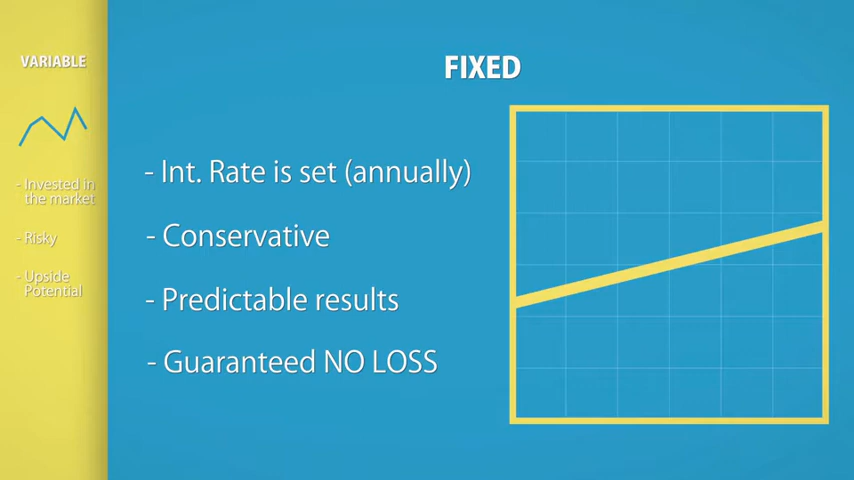 VARIABLE
- Invested in
the market
- Risky
- Upside
Potential
FIXED
- Int. Rate is set (annually)
- Conservative
- Predictable results
- Guaranteed NO LOSS